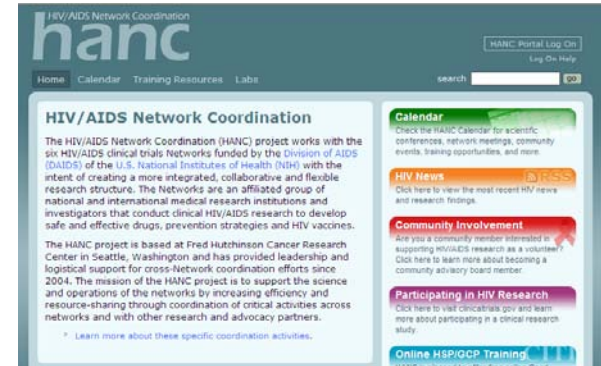 HIV/AIDS Network Coordination
hanc
HANC Portal Log On
Log On Help
Home Calendar Training Resources Labs
search
go
HIV/AIDS Network Coordination
The HIV/AIDS Network Coordination (HANC) project works with the
six HIV/AIDS clinical trials Networks funded by the Division of AIDS
(DAIDS) of the U.S. National Institutes of Health (NIH) with the
intent of creating a more integrated, collaborative and flexible
research structure. The Networks are an affiliated group of
national and international medical research institutions and
investigators that conduct clinical HIV/AIDS research to develop
safe and effective drugs, prevention strategies and HIV vaccines.
The HANC project is based at Fred Hutchinson Cancer Research
Center in Seattle, Washington and has provided leadership and
logistical support for cross-Network coordination efforts since
2004. The mission of the HANC project is to support the science
and operations of the networks by increasing efficiency and
resource-sharing through coordination of critical activities across
networks and with other research and advocacy partners.
Learn more about these specific coordination activities.
Calendar
Check the HANC Calendar for scientific
conferences, network meetings, community
events, training opportunities, and more.
HIV News
RSS
Click here to view the most recent HIV news
and research findings.
Community Involvement
Are you a community member interested in
supporting HIV/AIDS research as a volunteer?
Click here to learn more about becoming a
community advisory board member.
Participating in HIV Research
Click here to visit clinicaltrials.gov and learn
more about participating in a clinical research
study.
Online HSP/GCP Training
CITI